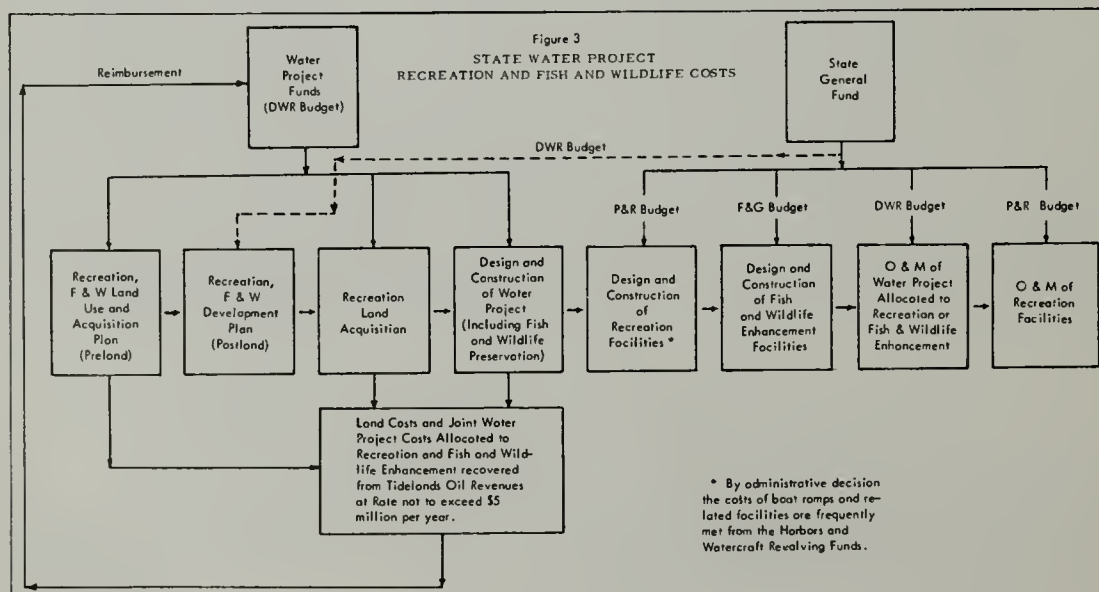 Figure 3
STATE WATER PROJECT
RECREATION AND FISH AND WILDLIFE COSTS
Water
Project
Funds
(DWR Budget)
State
General
Fund
Reimbursement
DWR Budget
P&R Budget
F&G Budget
DWR Budget
P&R Budget
Recreation,
F & W Land
Use and
Acquisition
Plan
(Preland)
Recreation,
F & W
Development
Plan
(Postland)
Recreation
Land
Acquisition
Design and
Construction
of Water
Project
(Including Fish
and Wildlife
Preservation)
Design and
Construction
of
Recreation
Facilities *
Design and
Construction
of Fish
and Wildlife
Enhancement
Facilities
O & M of
Water Project
Allocated to
Recreation or
Fish & Wildlife
Enhancement
O & M of
Recreation
Facilities
Land Costs and Joint Water
Project Costs Allocated to
Recreation and Fish and Wild-
life Enhancement recovered
from Tidelands Oil Revenues
at Rate not to exceed $5
million per year.
* By administrative decision
the costs of boat ramps and re-
lated facilities are frequently
met from the Harbors and
Watercraft Revolving Funds.